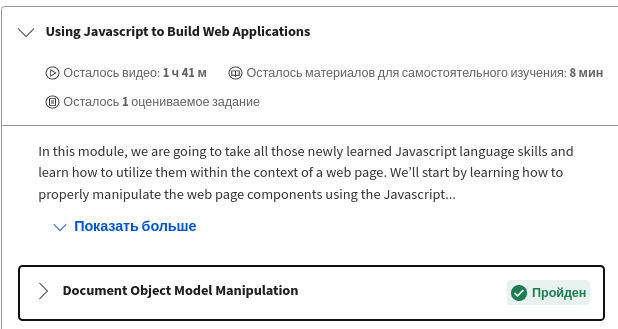 Using Javascript to Build Web Applications
Осталось видео: 1 ч 41 м Осталось материалов для самостоятельного изучения: 8 мин
Осталось 1 оцениваемое задание
In this module, we are going to take all those newly learned Javascript language skills and
learn how to utilize them within the context of a web page. We'll start by learning how to
properly manipulate the web page components using the Javascript...
Показать больше
Document Object Model Manipulation Пройден